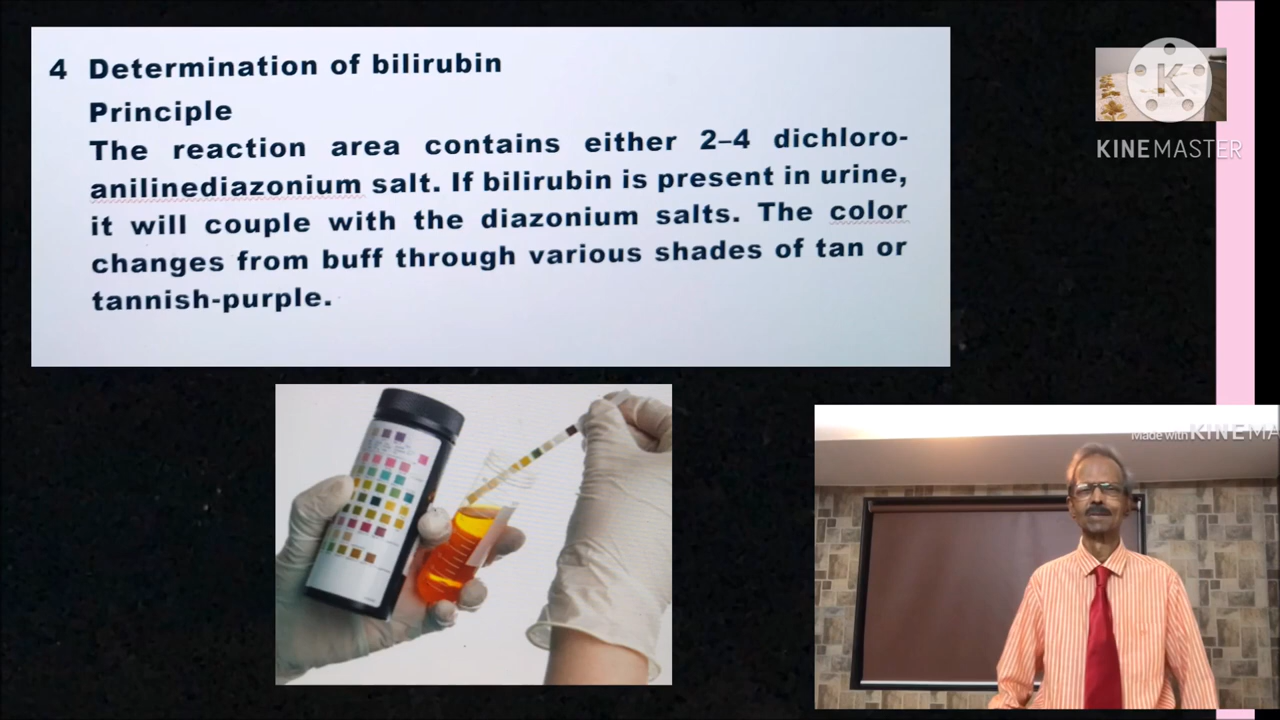 4 Determination of bilirubin
Principle
The reaction area contains either 2–4 dichloro-
anilinediazonium salt. If bilirubin is present in urine,
it will couple with the diazonium salts. The color
changes from buff through various shades of tan or
tannish-purple.
K
KINEMASTER
Made with KINEMA